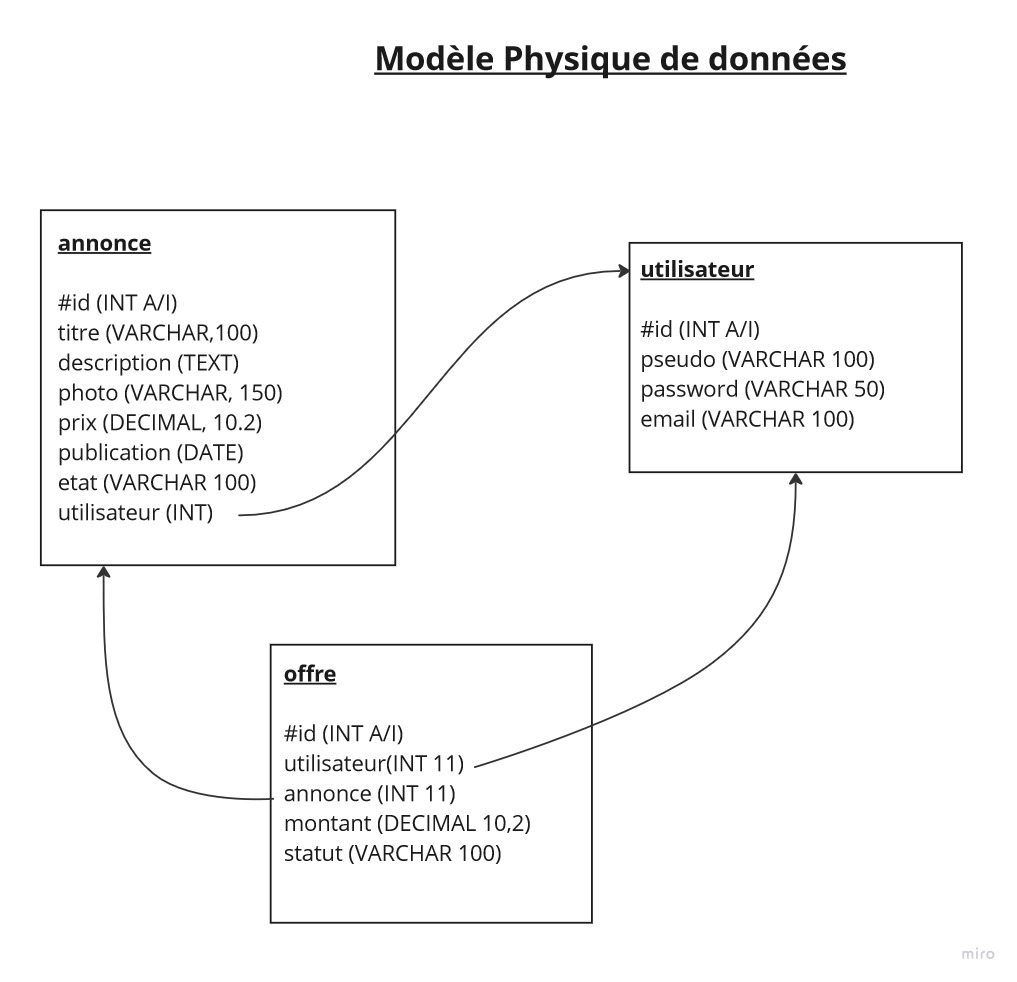 Modèle Physique de données
annonce
#id (INT A/I)
titre (VARCHAR,100)
description (TEXT)
photo (VARCHAR, 150)
prix (DECIMAL, 10.2)
publication (DATE)
etat (VARCHAR 100)
utilisateur (INT)
utilisateur
#id (INT A/I)
pseudo (VARCHAR 100)
password (VARCHAR 50)
email (VARCHAR 100)
offre
#id (INT A/I)
utilisateur(INT 11)
annonce (INT 11)
montant (DECIMAL 10,2)
statut (VARCHAR 100)
miro